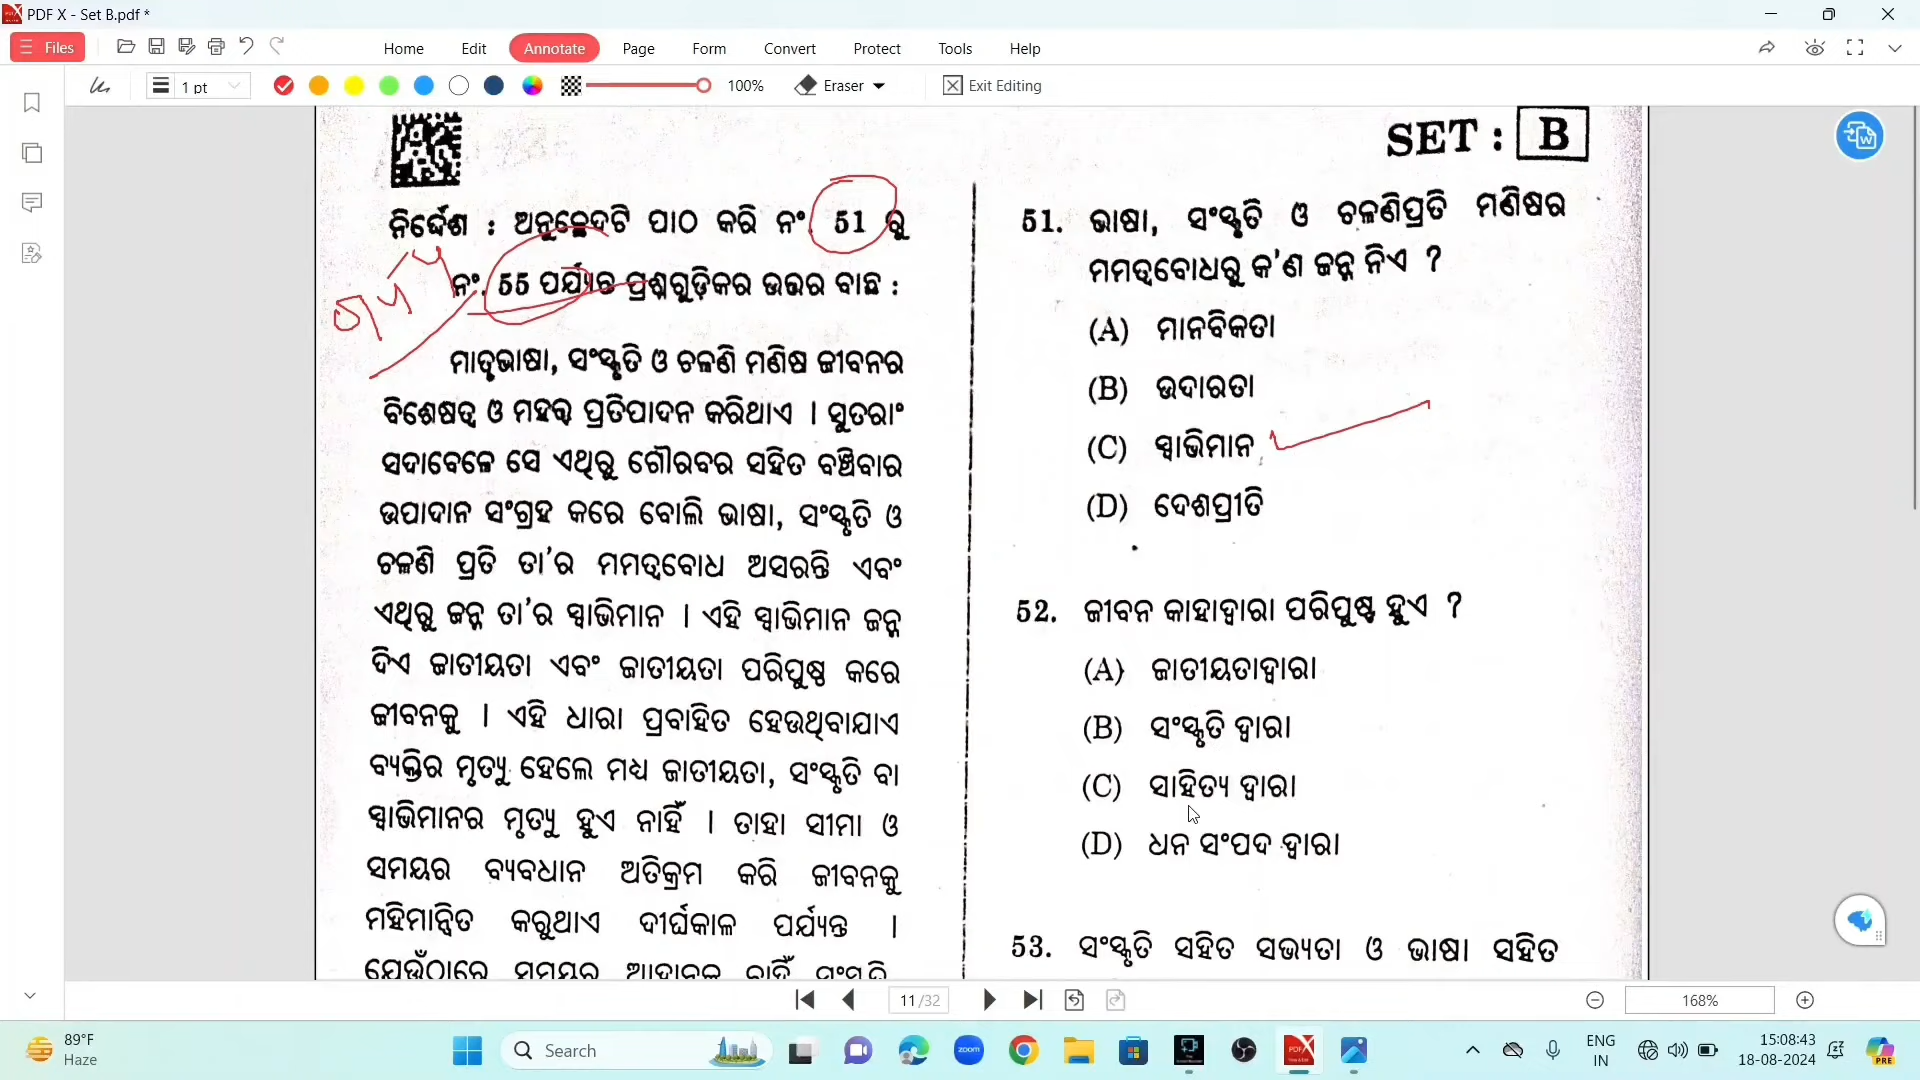 PDF X - Set B.pdf *
Files
Home Edit Annotate Page Form Convert Protect Tools Help
1 pt
100%
Eraser
Exit Editing
SET : B
ନିର୍ଦ୍ଦେଶ : ଅନୁଚ୍ଛେଦଟି ପାଠ କରି ନଂ 51 ରୁ
ନଂ. 55 ପର୍ଯ୍ୟନ୍ତ ପ୍ରଶ୍ନଗୁଡ଼ିକର ଉତ୍ତର ବାଛ :
ମାତୃଭାଷା, ସଂସ୍କୃତି ଓ ଚଳଣି ମଣିଷ ଜୀବନର
ବିଶେଷତ୍ୱ ଓ ମହତ୍ତ୍ୱ ପ୍ରତିପାଦନ କରିଥାଏ । ସୁତରାଂ
ସଦାବେଳେ ସେ ଏଥିରୁ ଗୌରବର ସହିତ ବଞ୍ଚିବାର
ଉପାଦାନ ସଂଗ୍ରହ କରେ ବୋଲି ଭାଷା, ସଂସ୍କୃତି ଓ
ଚଳଣି ପ୍ରତି ତା'ର ମମତ୍ୱବୋଧ ଅସରନ୍ତି ଏବଂ
ଏଥିରୁ ଜନ୍ମ ତା'ର ସ୍ୱାଭିମାନ । ଏହି ସ୍ୱାଭିମାନ ଜନ୍ମ
ଦିଏ ଜାତୀୟତା ଏବଂ ଜାତୀୟତା ପରିପୁଷ୍ଟ କରେ
ଜୀବନକୁ । ଏହି ଧାରା ପ୍ରବାହିତ ହେଉଥିବାଯାଏ
ବ୍ୟକ୍ତିର ମୃତ୍ୟୁ ହେଲେ ମଧ୍ୟ ଜାତୀୟତା, ସଂସ୍କୃତି ବା
ସ୍ୱାଭିମାନର ମୃତ୍ୟୁ ହୁଏ ନାହିଁ । ତାହା ସୀମା ଓ
ସମୟର ବ୍ୟବଧାନ ଅତିକ୍ରମ କରି ଜୀବନକୁ
ମହିମାନ୍ୱିତ କରୁଥାଏ ଦୀର୍ଘକାଳ ପର୍ଯ୍ୟନ୍ତ ।
51. ଭାଷା, ସଂସ୍କୃତି ଓ ଚଳଣିପ୍ରତି ମଣିଷର
ମମତ୍ୱବୋଧରୁ କ'ଣ ଜନ୍ମ ନିଏ ?
(A) ମାନବିକତା
(B) ଉଦାରତା
(C) ସ୍ୱାଭିମାନ
(D) ଦେଶପ୍ରୀତି
52. ଜୀବନ କାହାଦ୍ୱାରା ପରିପୁଷ୍ଟ ହୁଏ ?
(A) ଜାତୀୟତାଦ୍ୱାରା
(B) ସଂସ୍କୃତି ଦ୍ୱାରା
(C) ସାହିତ୍ୟ ଦ୍ୱାରା
(D) ଧନ ସଂପଦ ଦ୍ୱାରା
53. ସଂସ୍କୃତି ସହିତ ସଭ୍ୟତା ଓ ଭାଷା ସହିତ
11 /32
168%
89°F
Haze
Search
zoom
ENG
IN
15:08:43
18-08-2024